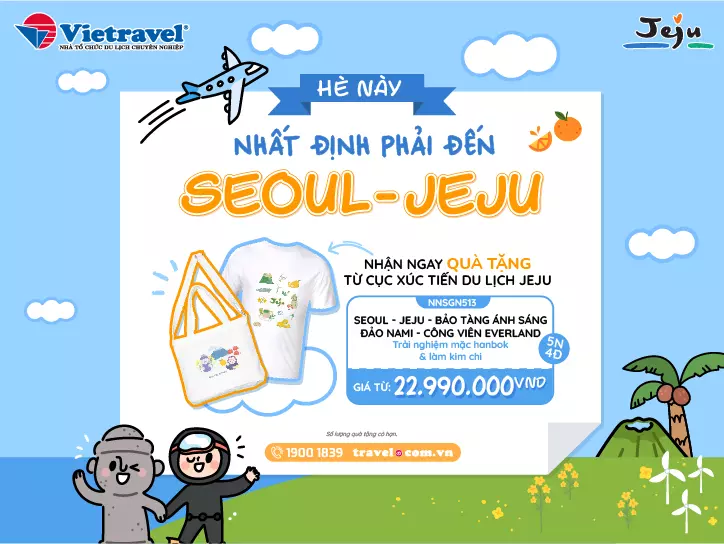 Vietravel®
NHÀ TỔ CHỨC DU LỊCH CHUYÊN NGHIỆP
Jeju
HÈ NÀY
NHẤT ĐỊNH PHẢI ĐẾN
SEOUL-JEJU
NHẬN NGAY QUÀ TẶNG
TỪ CỤC XÚC TIẾN DU LỊCH JEJU
NNSGN513
SEOUL - JEJU - BẢO TÀNG ÁNH SÁNG
ĐẢO NAMI - CÔNG VIÊN EVERLAND
Trải nghiệm mặc hanbok
& làm kim chi
5N
4Đ
GIÁ TỪ: 22.990.000VND
Số lượng quà tặng có hạn.
1900 1839 travel.com.vn
Jeju